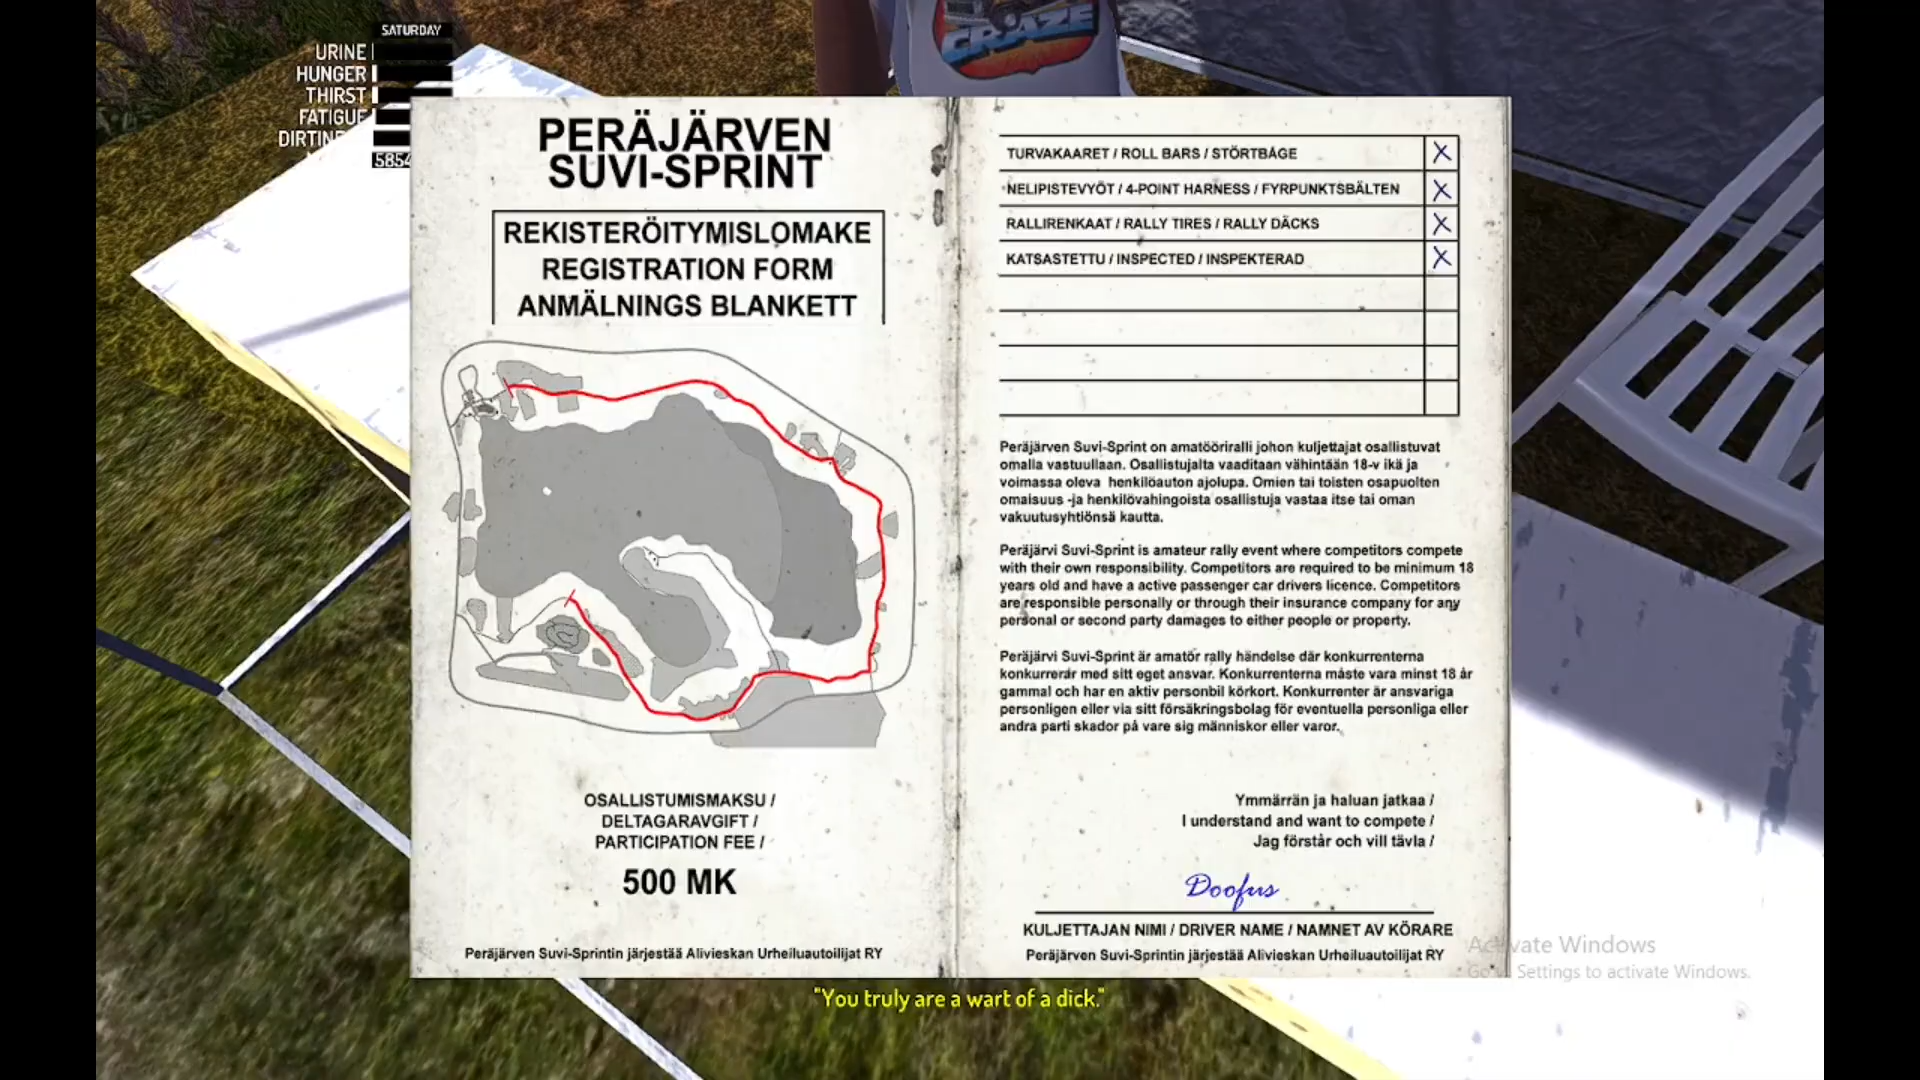 SATURDAY
URINE
HUNGER
THIRST
FATIGUE
5854
CRAZE
PERÄJÄRVEN
SUVI-SPRINT
REKISTERÖITYMISLOMAKE
REGISTRATION FORM
ANMÄLNINGS BLANKETT
OSALLISTUMISMAKSU /
DELTAGARAVGIFT /
PARTICIPATION FEE /
500 MK
Peräjärven Suvi-Sprintin järjestää Alivieskan Urheiluautoilijat RY
TURVAKAARET / ROLL BARS / STÖRTBÅGE X
NELIPISTEVYÖT / 4-POINT HARNESS / FYRPUNKTSBÄLTEN X
RALLIRENKAAT / RALLY TIRES / RALLY DÄCKS X
KATSASTETTU / INSPECTED / INSPEKTERAD X
Peräjärven Suvi-Sprint on amatööriralli johon kuljettajat osallistuvat
omalla vastuullaan. Osallistujalta vaaditaan vähintään 18-v ikä ja
voimassa oleva henkilöauton ajolupa. Omien tai toisten osapuolten
omaisuus -ja henkilövahingoista osallistuja vastaa itse tai oman
vakuutusyhtiönsä kautta.
Peräjärvi Suvi-Sprint is amateur rally event where competitors compete
with their own responsibility. Competitors are required to be minimum 18
years old and have a active passenger car drivers licence. Competitors
are responsible personally or through their insurance company for any
personal or second party damages to either people or property.
Peräjärvi Suvi-Sprint är amatör rally händelse där konkurrenterna
konkurrerar med sitt eget ansvar. Konkurrenterna måste vara minst 18 år
gammal och har en aktiv personbil körkort. Konkurrenter är ansvariga
personligen eller via sitt försäkringsbolag för eventuella personliga eller
andra parti skador på vare sig människor eller varor.
Ymmärrän ja haluan jatkaa /
I understand and want to compete /
Jag förstår och vill tävla /
Doofus
KULJETTAJAN NIMI / DRIVER NAME / NAMNET AV KÖRARE
Peräjärven Suvi-Sprintin järjestää Alivieskan Urheiluautoilijat RY
Activate Windows
Settings to activate Windows.
"You truly are a wart of a dick."